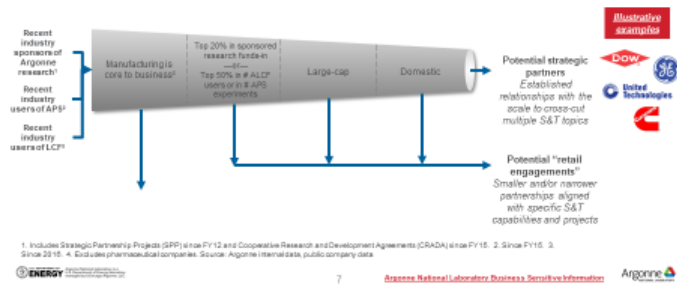 Illustrative
examples
Recent
industry
sponsors of
Argonne
research¹
Recent
industry
users of APS²
Recent
industry
users of LCF³
Manufacturing is
core to business²
Top 20% in sponsored
research funds-in
—or—
Top 50% in # ALCF
users or in # APS
experiments
Large-cap
Domestic
Potential strategic
partners
Established
relationships with the
scale to cross-cut
multiple S&T topics
Dow
GE
United
Technologies
Potential "retail
engagements"
Smaller and/or narrower
partnerships aligned
with specific S&T
capabilities and projects
1. Includes Strategic Partnership Projects (SPP) since FY12 and Cooperative Research and Development Agreements (CRADA) since FY15. 2. Since FY15. 3.
Since 2015. 4. Excludes pharmaceutical companies. Source: Argonne internal data, public company data
ENERGY
7
Argonne National Laboratory Business Sensitive Information
Argonne